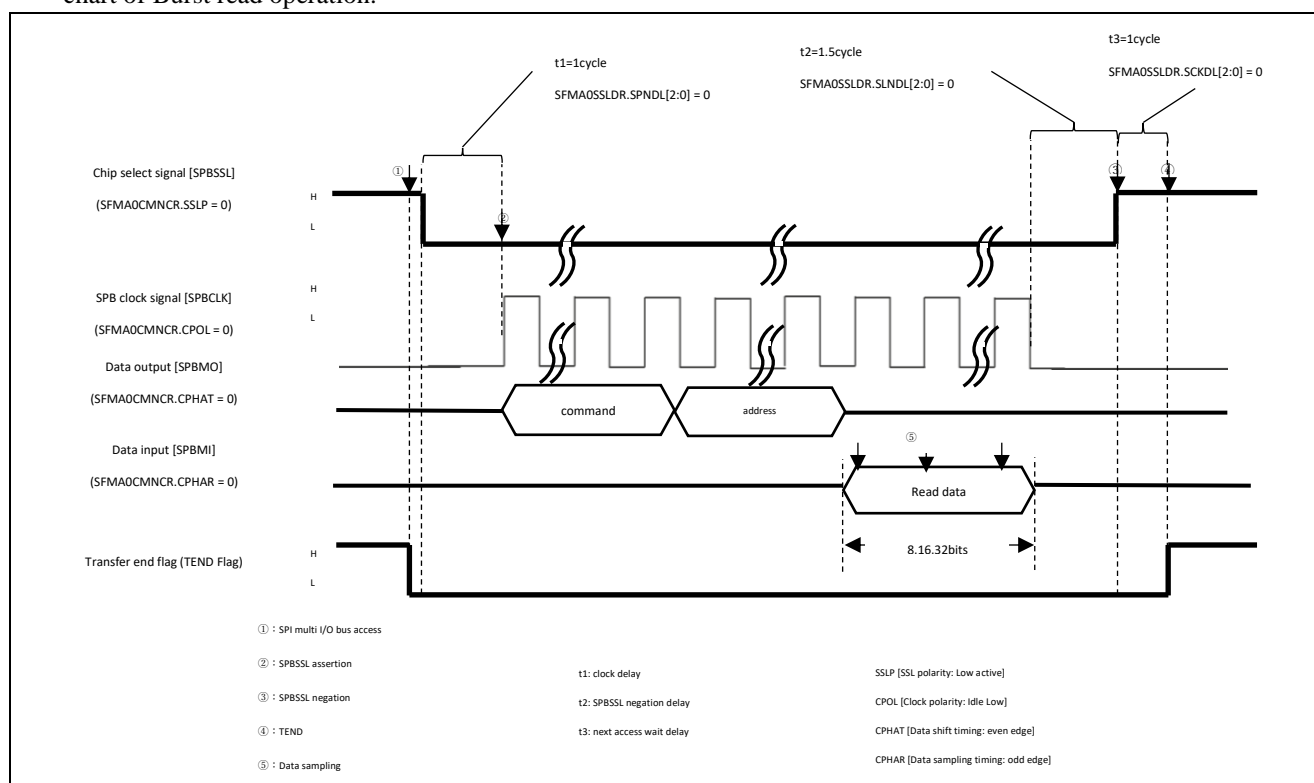 chart of Burst read operation.
t1=1cycle
SFMA0SSLDR.SPNDL[2:0] = 0
t2=1.5cycle
SFMA0SSLDR.SLNDL[2:0] = 0
t3=1cycle
SFMA0SSLDR.SCKDL[2:0] = 0
Chip select signal [SPBSSL]
(SFMA0CMNCR.SSLP = 0)
H
L
①
②
③
④
SPB clock signal [SPBCLK]
(SFMA0CMNCR.CPOL = 0)
H
L
Data output [SPBMO]
(SFMA0CMNCR.CPHAT = 0)
command
address
Data input [SPBMI]
(SFMA0CMNCR.CPHAR = 0)
⑤
Read data
8.16.32bits
Transfer end flag (TEND Flag)
H
L
①：SPI multi I/O bus access
②：SPBSSL assertion
③：SPBSSL negation
④：TEND
⑤：Data sampling
t1: clock delay
t2: SPBSSL negation delay
t3: next access wait delay
SSLP [SSL polarity: Low active]
CPOL [Clock polarity: Idle Low]
CPHAT [Data shift timing: even edge]
CPHAR [Data sampling timing: odd edge]